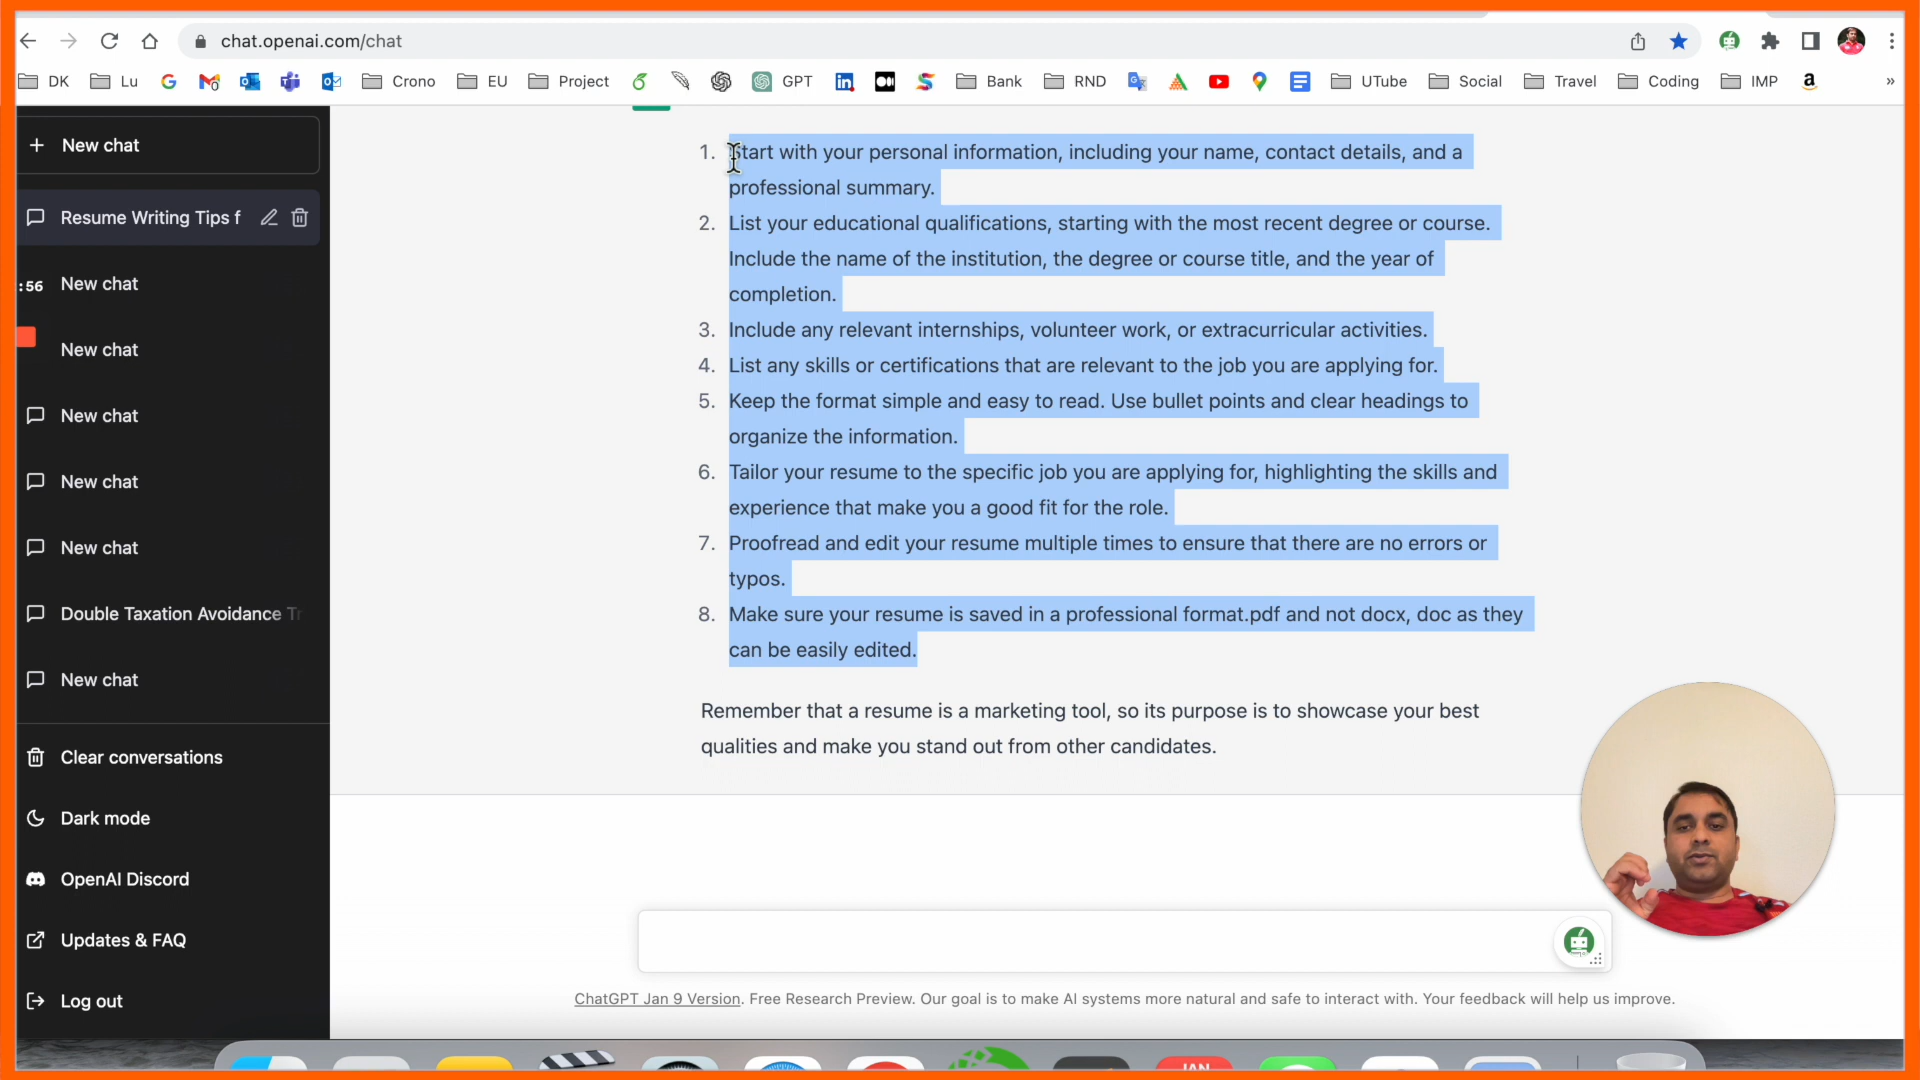 chat.openai.com/chat
DK
Lu
Crono
EU
Project
GPT
Bank
RND
UTube
Social
Travel
Coding
IMP
»
+ New chat
Resume Writing Tips f
:56
New chat
New chat
New chat
New chat
New chat
Double Taxation Avoidance Tr
New chat
Clear conversations
Dark mode
OpenAI Discord
Updates & FAQ
Log out
1. Start with your personal information, including your name, contact details, and a
professional summary.
2. List your educational qualifications, starting with the most recent degree or course.
Include the name of the institution, the degree or course title, and the year of
completion.
3. Include any relevant internships, volunteer work, or extracurricular activities.
4. List any skills or certifications that are relevant to the job you are applying for.
5. Keep the format simple and easy to read. Use bullet points and clear headings to
organize the information.
6. Tailor your resume to the specific job you are applying for, highlighting the skills and
experience that make you a good fit for the role.
7. Proofread and edit your resume multiple times to ensure that there are no errors or
typos.
8. Make sure your resume is saved in a professional format.pdf and not docx, doc as they
can be easily edited.
Remember that a resume is a marketing tool, so its purpose is to showcase your best
qualities and make you stand out from other candidates.
ChatGPT Jan 9 Version. Free Research Preview. Our goal is to make AI systems more natural and safe to interact with. Your feedback will help us improve.
JAN